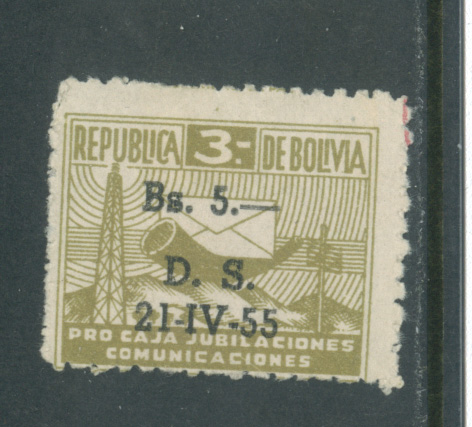 REPUBLICA 3.- DE BOLIVIA
Bs. 5.—
D. S.
21-IV-55
PRO CAJA JUBILACIONES
COMUNICACIONES